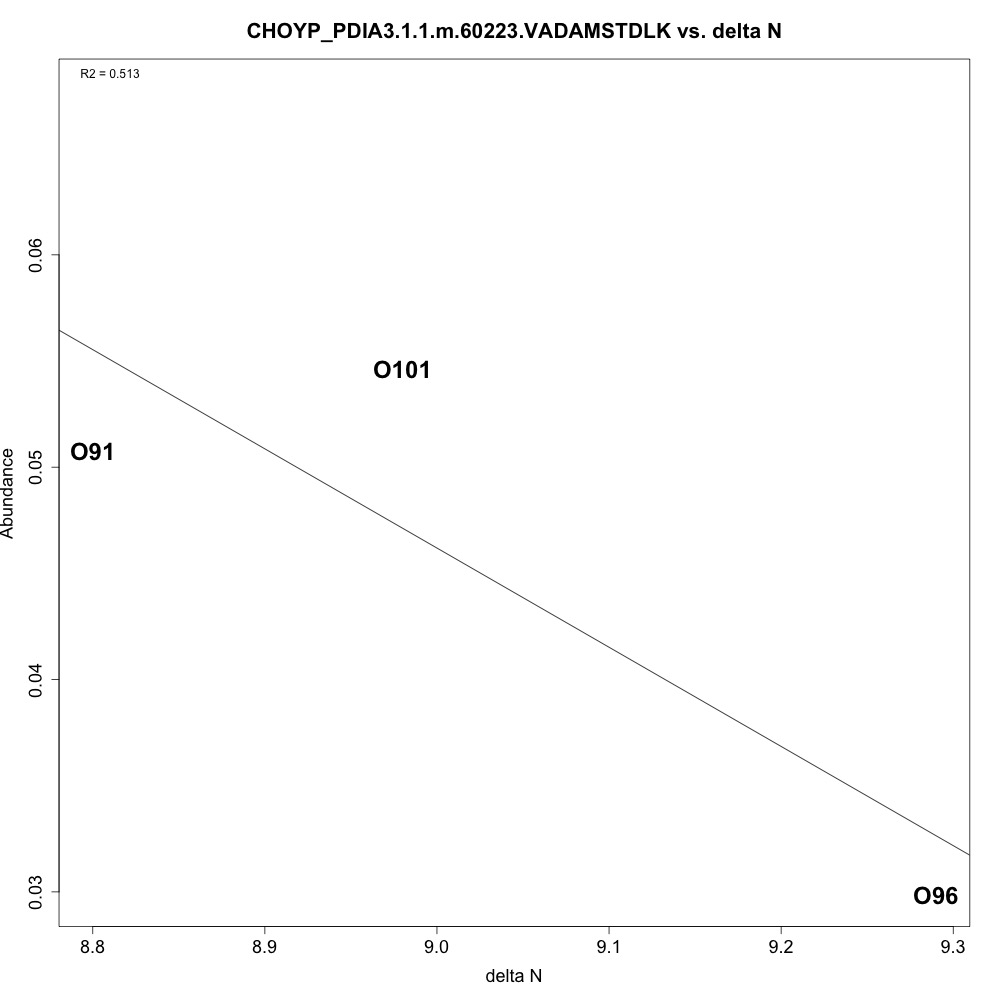 CHOYP_PDIA3.1.1.m.60223.VADAMSTDLK vs. delta N
R2 = 0.513
0.06
O101
O91
0.05
Abundance
0.04
0.03
O96
8.8 8.9 9.0 9.1 9.2 9.3
delta N